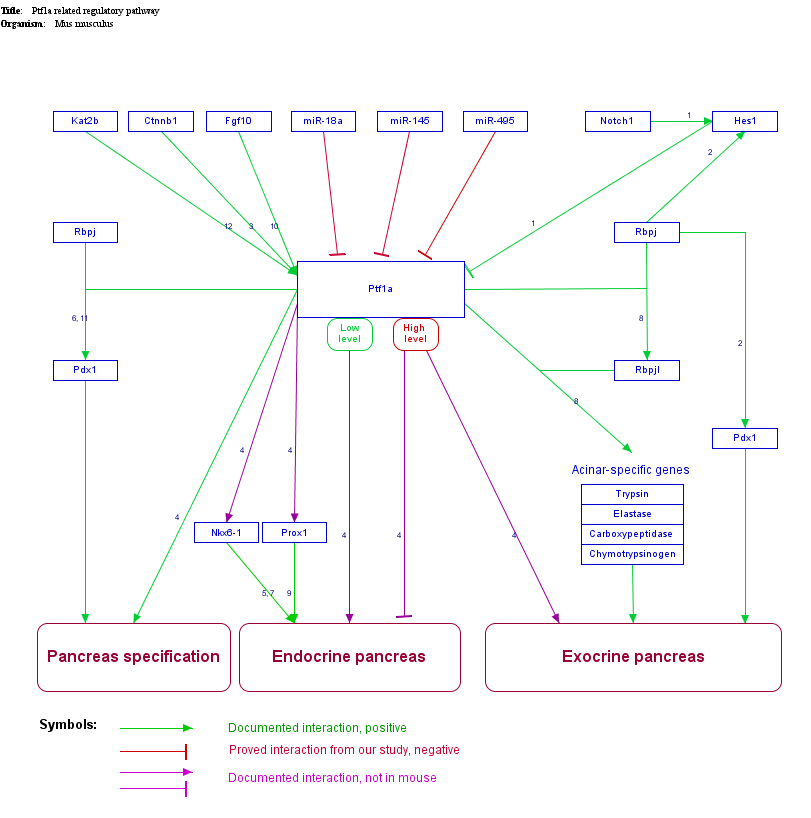 Title: Ptf1a related regulatory pathway
Organism: Mus musculus
Kat2b
Ctnnb1
Fgf10
miR-18a
miR-145
miR-495
Notch1
1
Hes1
2
12
3
10
1
Rbpj
Rbpj
Ptf1a
6, 11
8
Low level
High level
2
Pdx1
Rbpjl
8
Pdx1
4
4
4
Acinar-specific genes
Trypsin
Elastase
Carboxypeptidase
Chymotrypsinogen
Nkx6-1
Prox1
4
4
4
5, 7
9
Pancreas specification
Endocrine pancreas
Exocrine pancreas
Symbols:
Documented interaction, positive
Proved interaction from our study, negative
Documented interaction, not in mouse